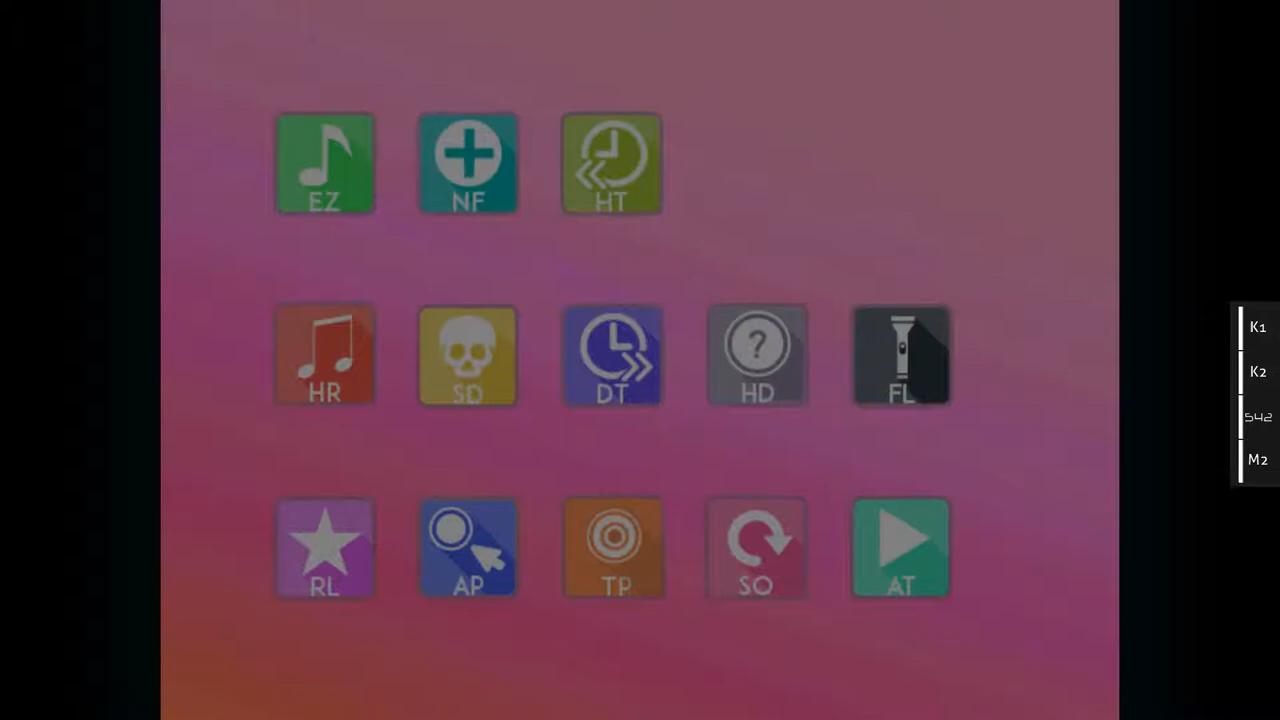 EZ NF HT
HR SD DT HD FL
RL AP TP SO AT
K1
K2
542
M2